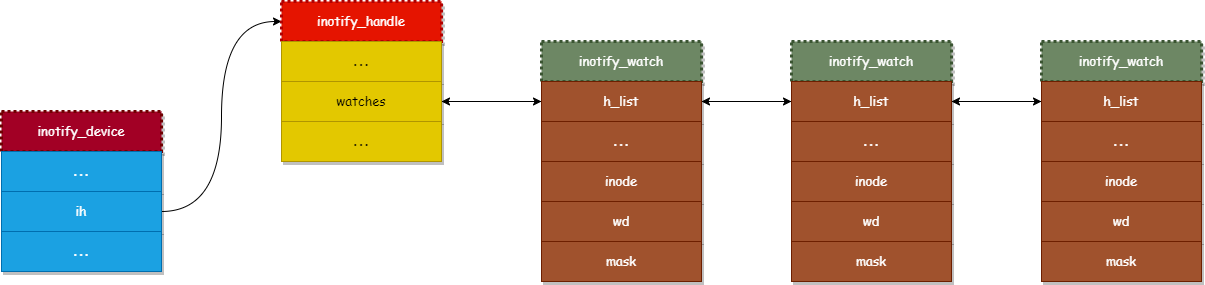 inotify_device
...
ih
...
inotify_handle
...
watches
...
inotify_watch
h_list
...
inode
wd
mask
inotify_watch
h_list
...
inode
wd
mask
inotify_watch
h_list
...
inode
wd
mask